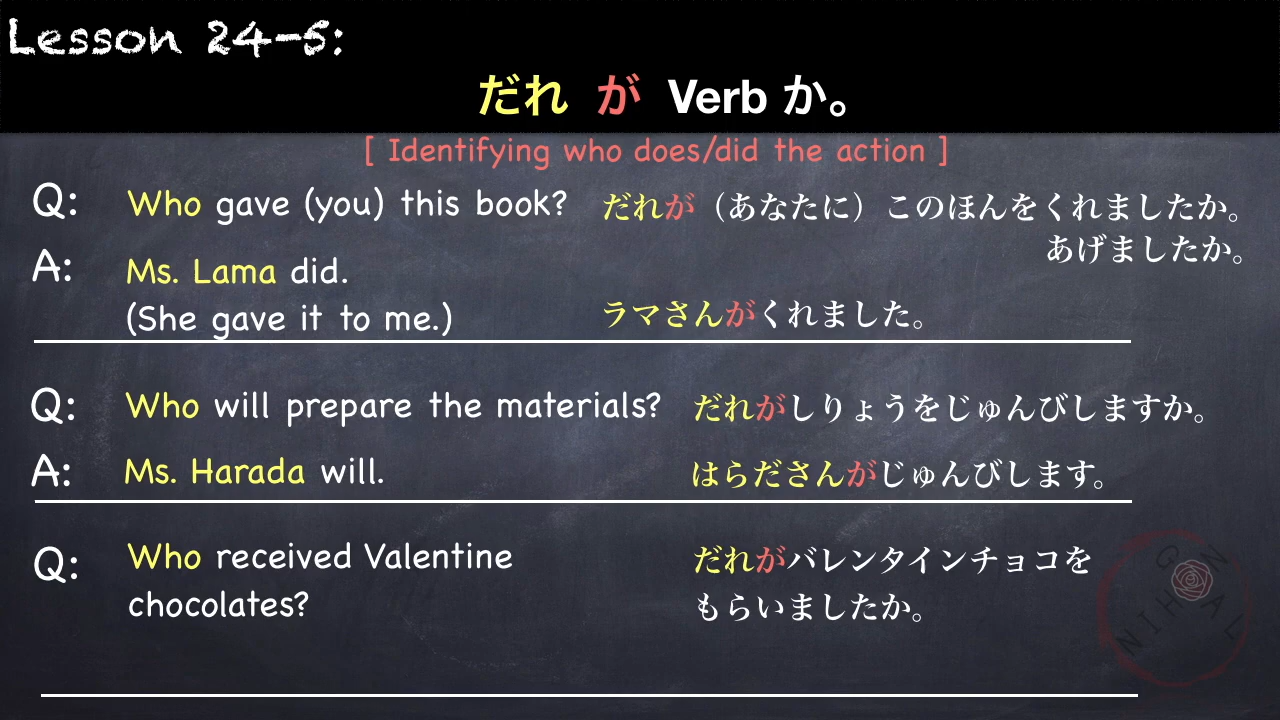 Lesson 24-5:
だれ が Verb か。
[ Identifying who does/did the action ]
Q: Who gave (you) this book? だれが（あなたに）このほんをくれましたか。
あげましたか。
A: Ms. Lama did.
(She gave it to me.) ラマさんがくれました。
Q: Who will prepare the materials? だれがしりょうをじゅんびしますか。
A: Ms. Harada will. はらださんがじゅんびします。
Q: Who received Valentine だれがバレンタインチョコを
chocolates? もらいましたか。
NIHONGOAL